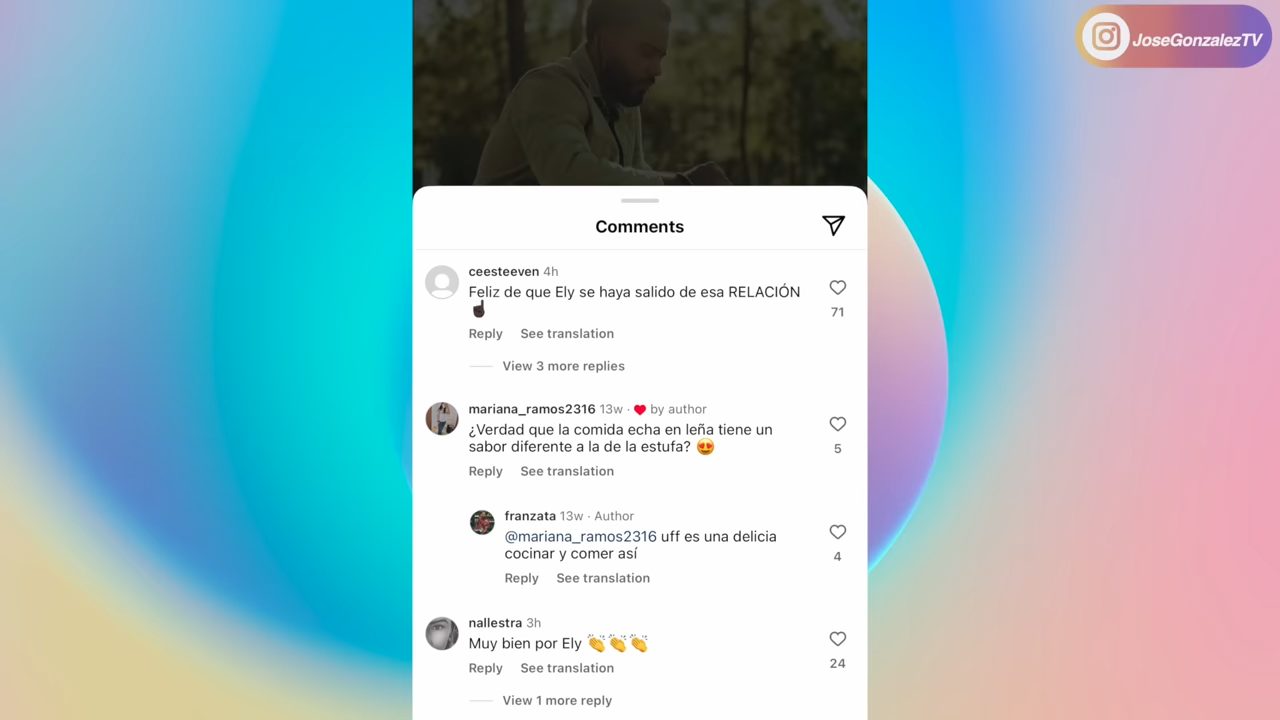 JoseGonzalezTV
Comments
ceesteeven 4h
Feliz de que Ely se haya salido de esa RELACIÓN
☝🏿
71
Reply See translation
View 3 more replies
mariana_ramos2316 13w · ❤️ by author
¿Verdad que la comida echa en leña tiene un
sabor diferente a la de la estufa? 😍
5
Reply See translation
franzata 13w · Author
@mariana_ramos2316 uff es una delicia
cocinar y comer así
4
Reply See translation
nallestra 3h
Muy bien por Ely 👏👏👏
24
Reply See translation
View 1 more reply